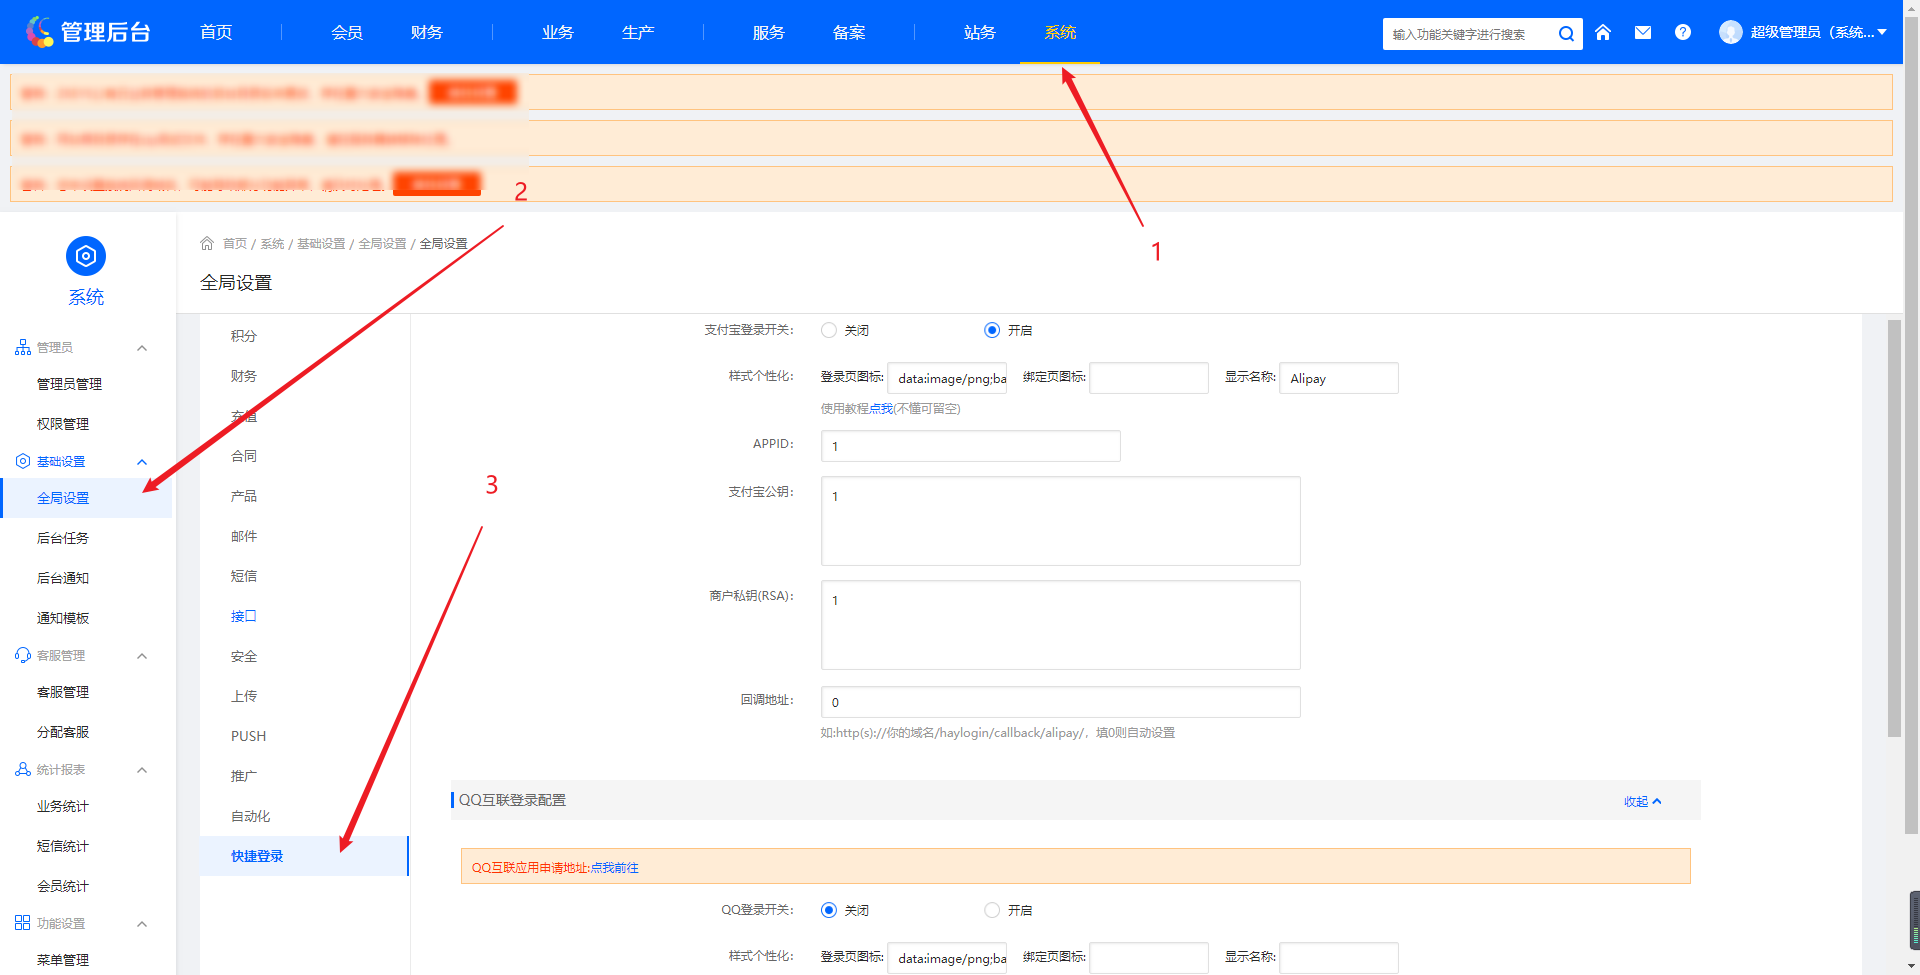 管理后台 首页 会员 财务 业务 生产 服务 备案 站务 系统 输入功能关键字进行搜索 超级管理员（系统...
2
1
首页 / 系统 / 基础设置 / 全局设置 / 全局设置
全局设置
系统
管理员
管理员管理
权限管理
基础设置
全局设置
后台任务
后台通知
通知模板
客服管理
客服管理
分配客服
统计报表
业务统计
短信统计
会员统计
功能设置
菜单管理
积分
财务
充值
合同
产品
邮件
短信
接口
安全
上传
PUSH
推广
自动化
快捷登录
3
支付宝登录开关: 关闭 开启
样式个性化: 登录页图标: data:image/png;ba 绑定页图标: 显示名称: Alipay
使用教程点我(不懂可留空)
APPID: 1
支付宝公钥: 1
商户私钥(RSA): 1
回调地址: 0
如:http(s)://你的域名/haylogin/callback/alipay/，填0则自动设置
QQ互联登录配置 收起
QQ互联应用申请地址:点我前往
QQ登录开关: 关闭 开启
样式个性化: 登录页图标: data:image/png;ba 绑定页图标: 显示名称: